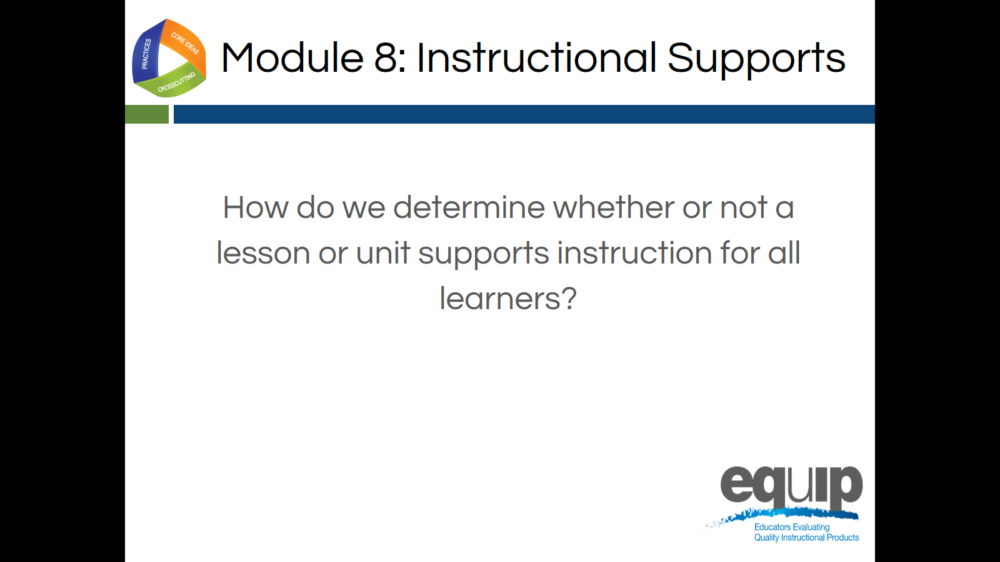 PRACTICES
CORE IDEAS
CROSSCUTTING
Module 8: Instructional Supports
How do we determine whether or not a
lesson or unit supports instruction for all
learners?
equip
Educators Evaluating
Quality Instructional Products